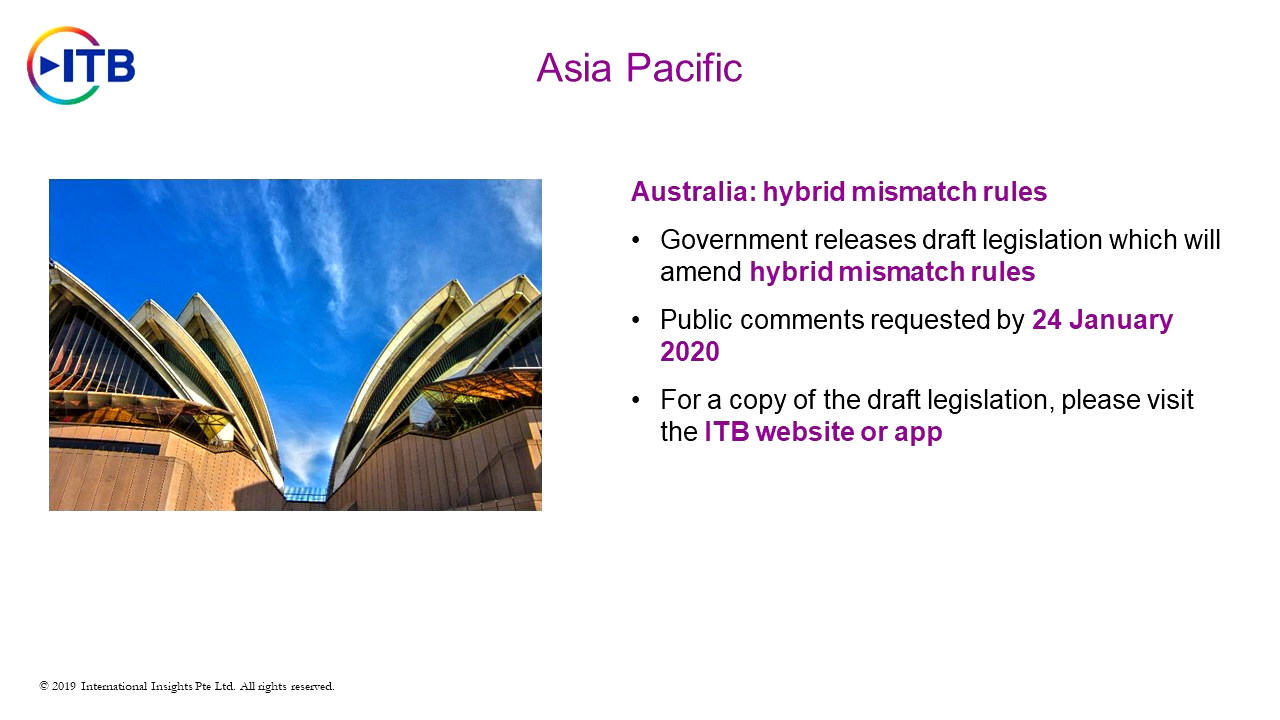 ITB
Asia Pacific
Australia: hybrid mismatch rules
• Government releases draft legislation which will
amend hybrid mismatch rules
• Public comments requested by 24 January
2020
• For a copy of the draft legislation, please visit
the ITB website or app
© 2019 International Insights Pte Ltd. All rights reserved.